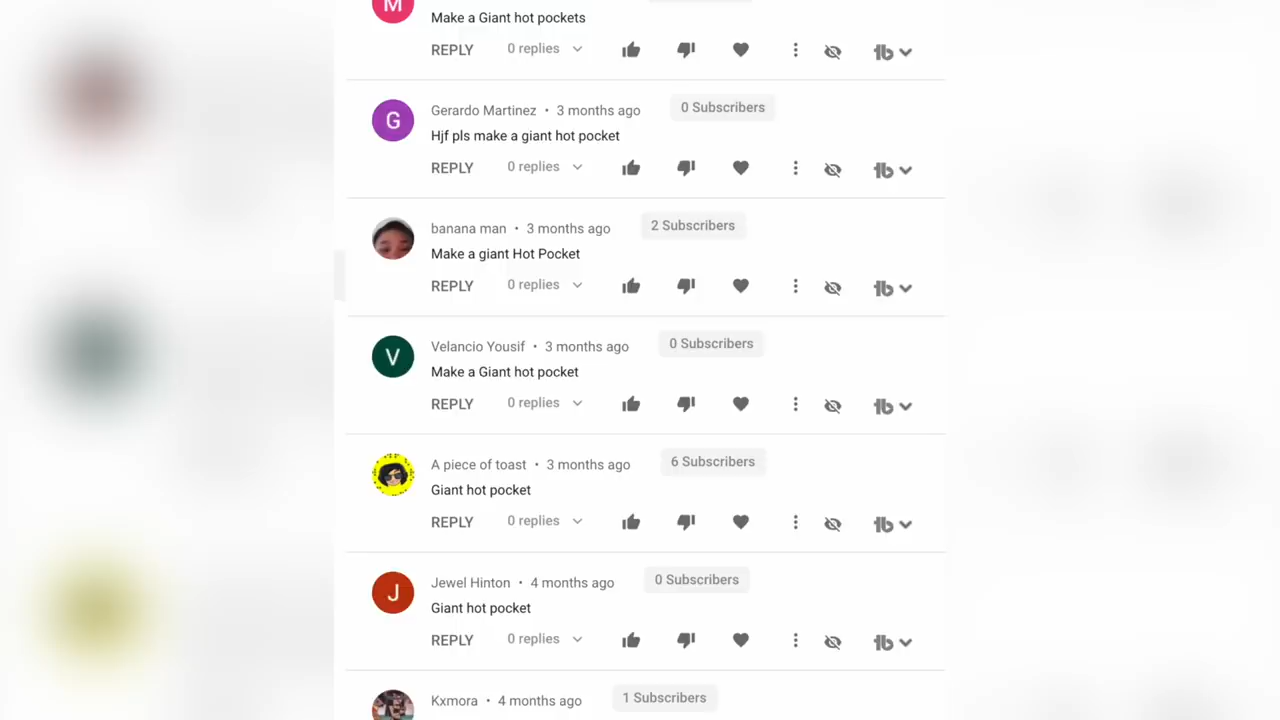 M
Make a Giant hot pockets
REPLY 0 replies
G
Gerardo Martinez • 3 months ago 0 Subscribers
Hjf pls make a giant hot pocket
REPLY 0 replies
banana man • 3 months ago 2 Subscribers
Make a giant Hot Pocket
REPLY 0 replies
V
Velancio Yousif • 3 months ago 0 Subscribers
Make a Giant hot pocket
REPLY 0 replies
A piece of toast • 3 months ago 6 Subscribers
Giant hot pocket
REPLY 0 replies
J
Jewel Hinton • 4 months ago 0 Subscribers
Giant hot pocket
REPLY 0 replies
Kxmora • 4 months ago 1 Subscribers